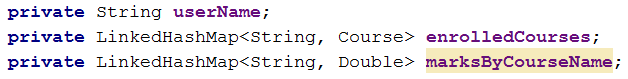 private String userName;
private LinkedHashMap<String, Course> enrolledCourses;
private LinkedHashMap<String, Double> marksByCourseName;